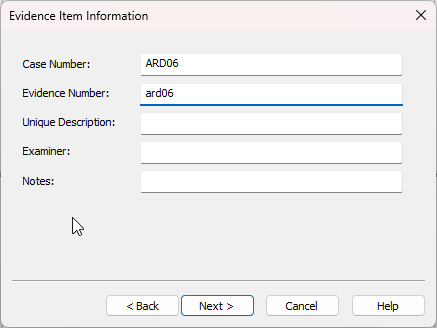 Evidence Item Information
Case Number: ARD06
Evidence Number: ard06
Unique Description:
Examiner:
Notes:
< Back Next > Cancel Help